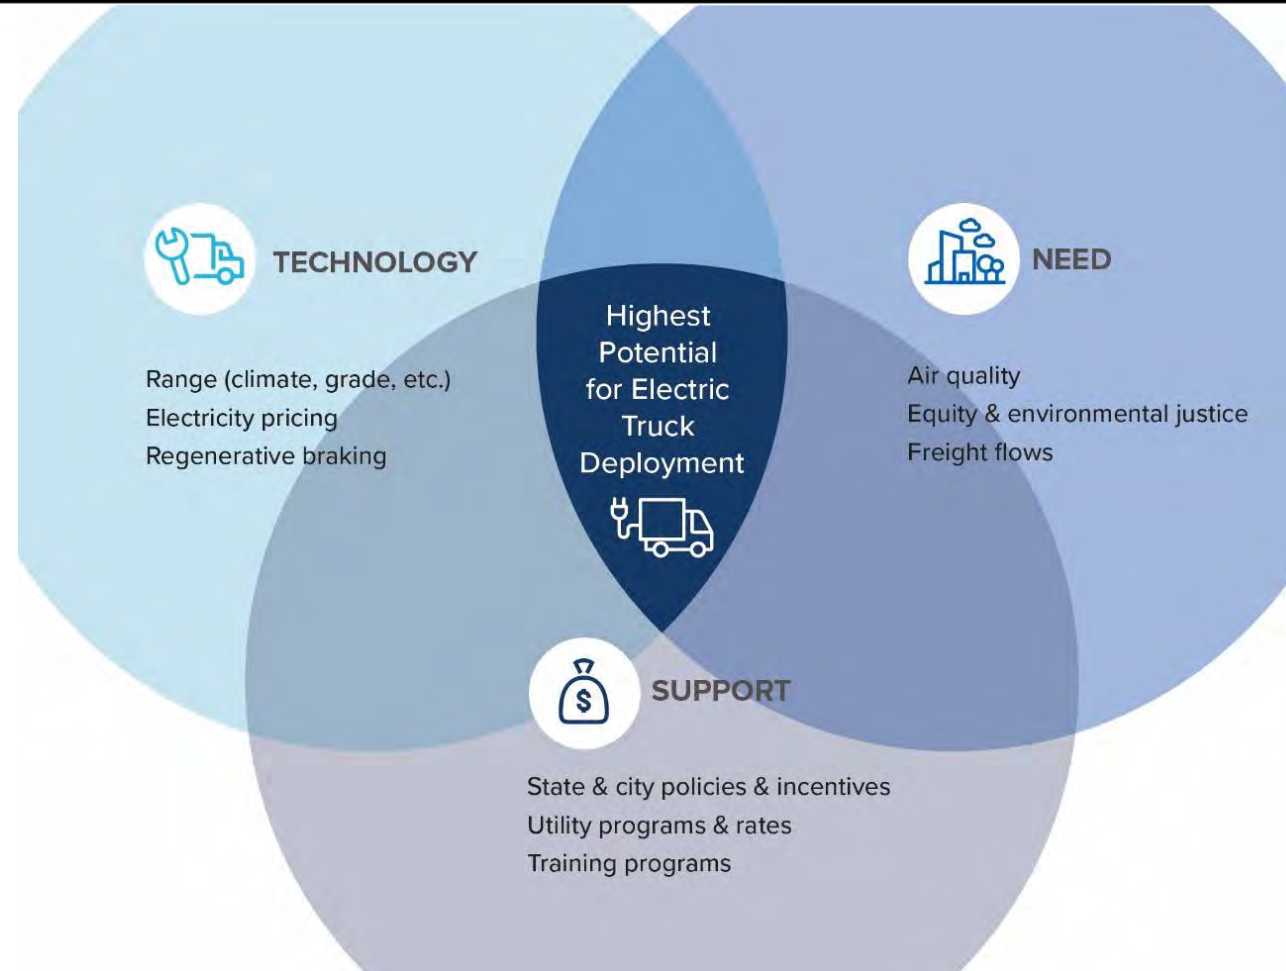 TECHNOLOGY
Range (climate, grade, etc.)
Electricity pricing
Regenerative braking
Highest
Potential
for Electric
Truck
Deployment
NEED
Air quality
Equity & environmental justice
Freight flows
$
SUPPORT
State & city policies & incentives
Utility programs & rates
Training programs